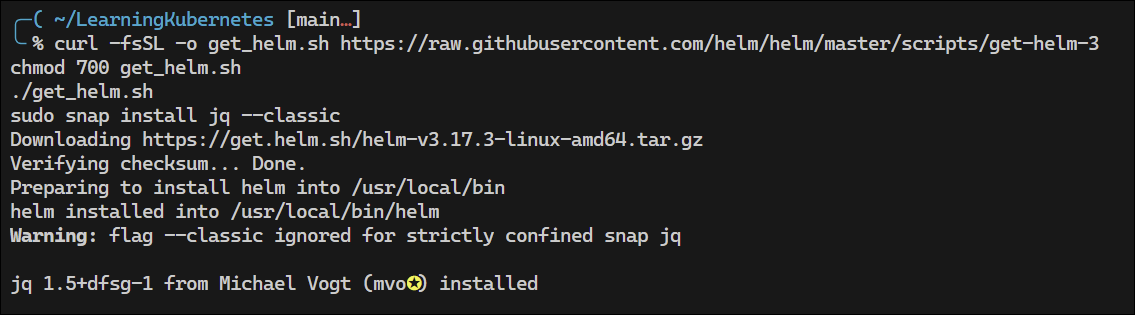 ( ~/LearningKubernetes [main…]
% curl -fsSL -o get_helm.sh https://raw.githubusercontent.com/helm/helm/master/scripts/get-helm-3
chmod 700 get_helm.sh
./get_helm.sh
sudo snap install jq --classic
Downloading https://get.helm.sh/helm-v3.17.3-linux-amd64.tar.gz
Verifying checksum... Done.
Preparing to install helm into /usr/local/bin
helm installed into /usr/local/bin/helm
Warning: flag --classic ignored for strictly confined snap jq
jq 1.5+dfsg-1 from Michael Vogt (mvo✪) installed